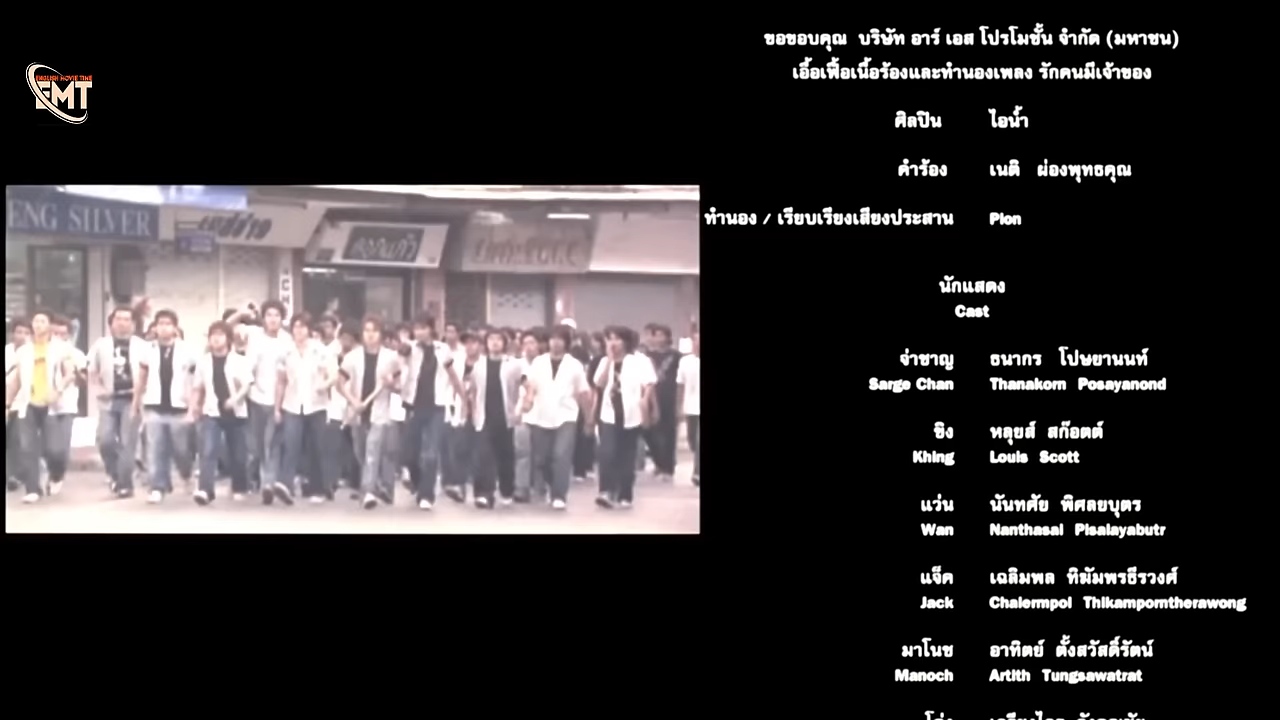 ENGLISH MOVIE TIME
EMT
ENG SILVER
ขอขอบคุณ บริษัท อาร์ เอส โปรโมชั้น จำกัด (มหาชน)
เอื้อเฟื้อเนื้อร้องและทำนองเพลง รักคนมีเจ้าของ
ศิลปิน ไอน้ำ
คำร้อง เนติ ผ่องพุทธคุณ
ทำนอง / เรียบเรียงเสียงประสาน Pion
นักแสดง
Cast
จ่าชาญ ธนากร โปษยานนท์
Sarge Chan Thanakorn Posayanond
ขิง หลุยส์ สก๊อตต์
Khing Louis Scott
แว่น นันทศัย พิศลยบุตร
Wan Nanthasai Pisalayabutr
แจ็ค เฉลิมพล ทิฆัมพรธีรวงศ์
Jack Chalermpol Thikamporntherawong
มาโนช อาทิตย์ ตั้งสวัสดิ์รัตน์
Manoch Artith Tungsawatrat